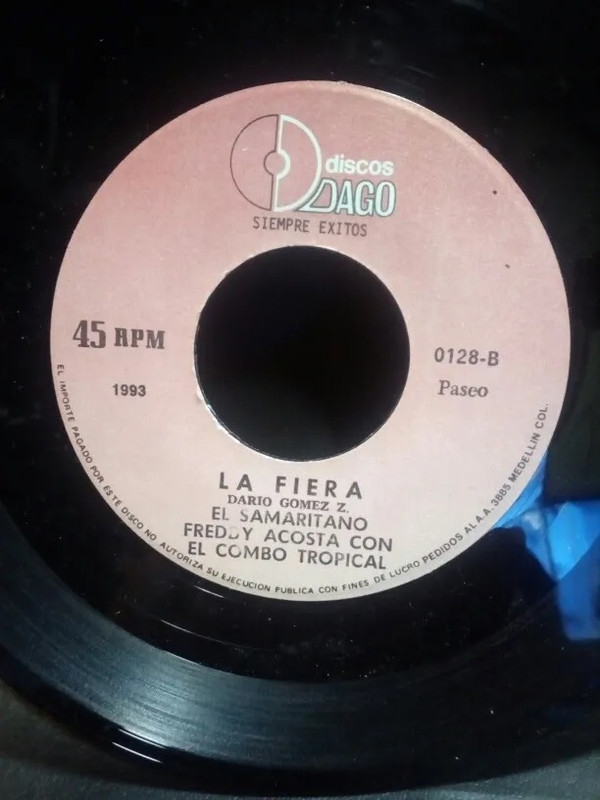 discos
DAGO
SIEMPRE EXITOS
45 RPM
0128-B
1993
Paseo
LA FIERA
DARIO GOMEZ Z.
EL SAMARITANO
FREDDY ACOSTA CON
EL COMBO TROPICAL
EL IMPORTE PAGADO POR ESTE DISCO NO AUTORIZA SU EJECUCION PUBLICA CON FINES DE LUCRO PEDIDOS AL A.A. 3885 MEDELLIN COL.